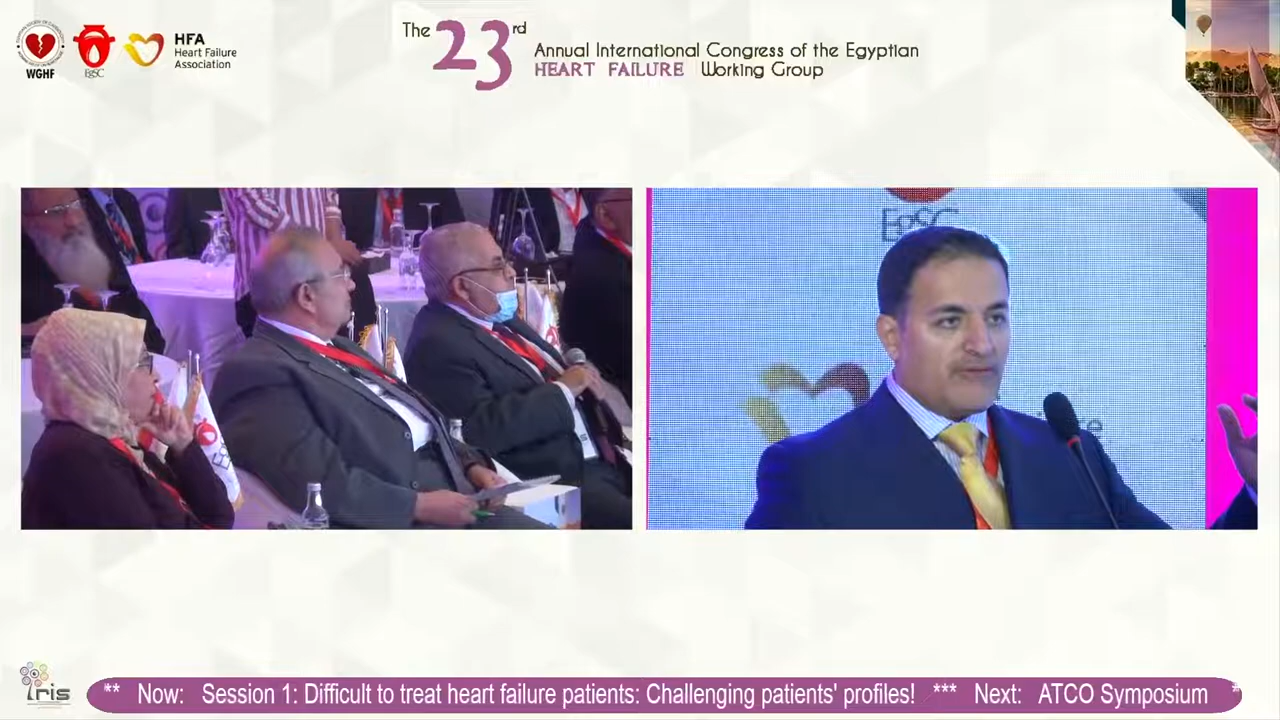 WGHF
EgSC
HFA
Heart Failure
Association
The 23rd
Annual International Congress of the Egyptian
HEART FAILURE Working Group
EgSC
iris
** Now: Session 1: Difficult to treat heart failure patients: Challenging patients' profiles! *** Next: ATCO Symposium *